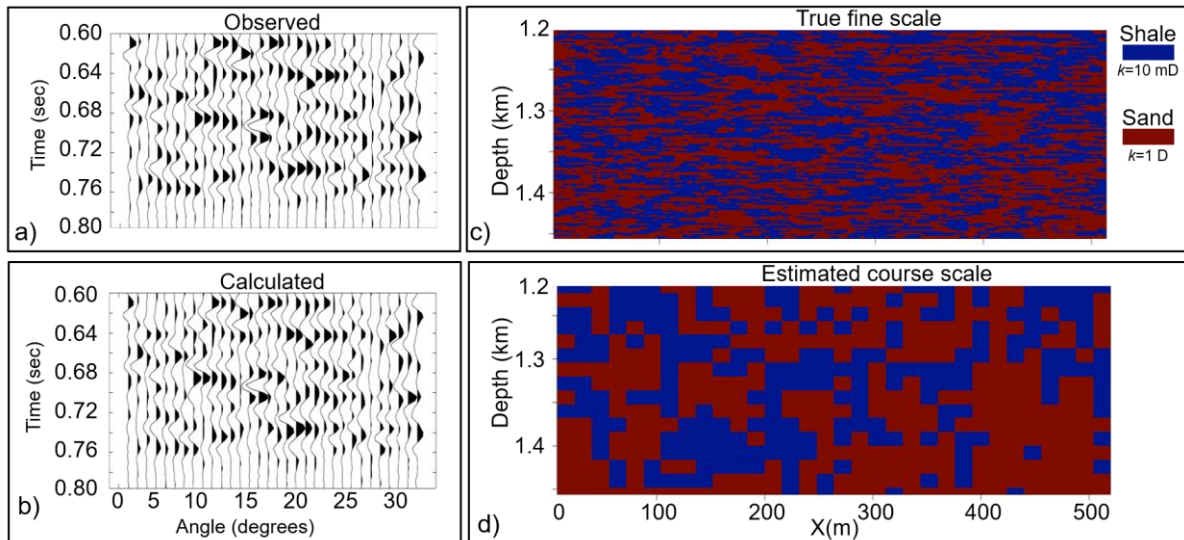 Observed
0.60
0.64
0.68
0.72
0.76
0.80
Time (sec)
a)
Calculated
0.60
0.64
0.68
0.72
0.76
0.80
Time (sec)
0 5 10 15 20 25 30
Angle (degrees)
b)
True fine scale
1.2
1.3
1.4
Depth (km)
c)
Shale
k=10 mD
Sand
k=1 D
Estimated course scale
1.2
1.3
1.4
Depth (km)
0 100 200 300 400 500
X(m)
d)